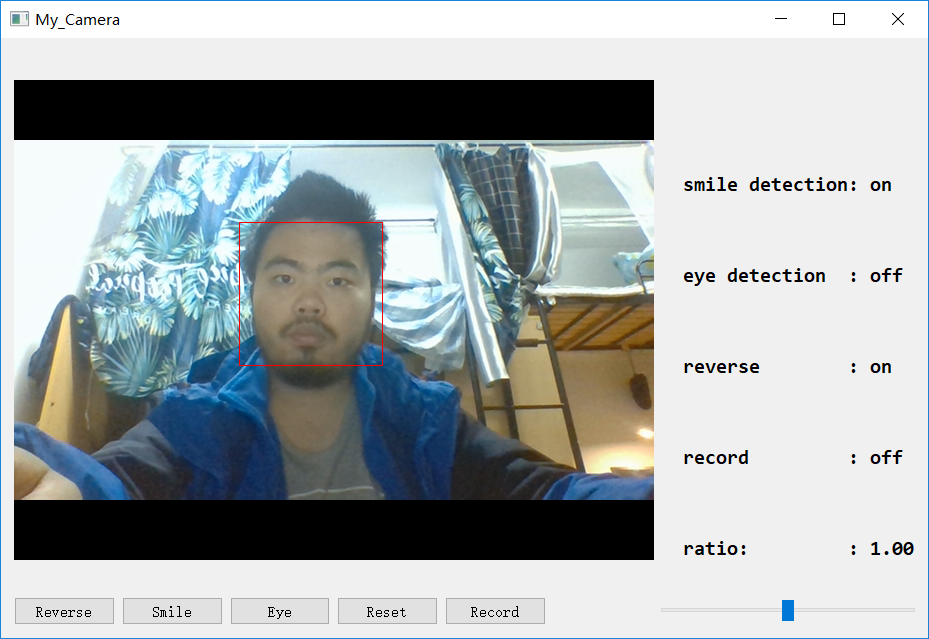 My_Camera
smile detection: on
eye detection  : off
reverse        : on
record         : off
ratio:         : 1.00
Reverse
Smile
Eye
Reset
Record